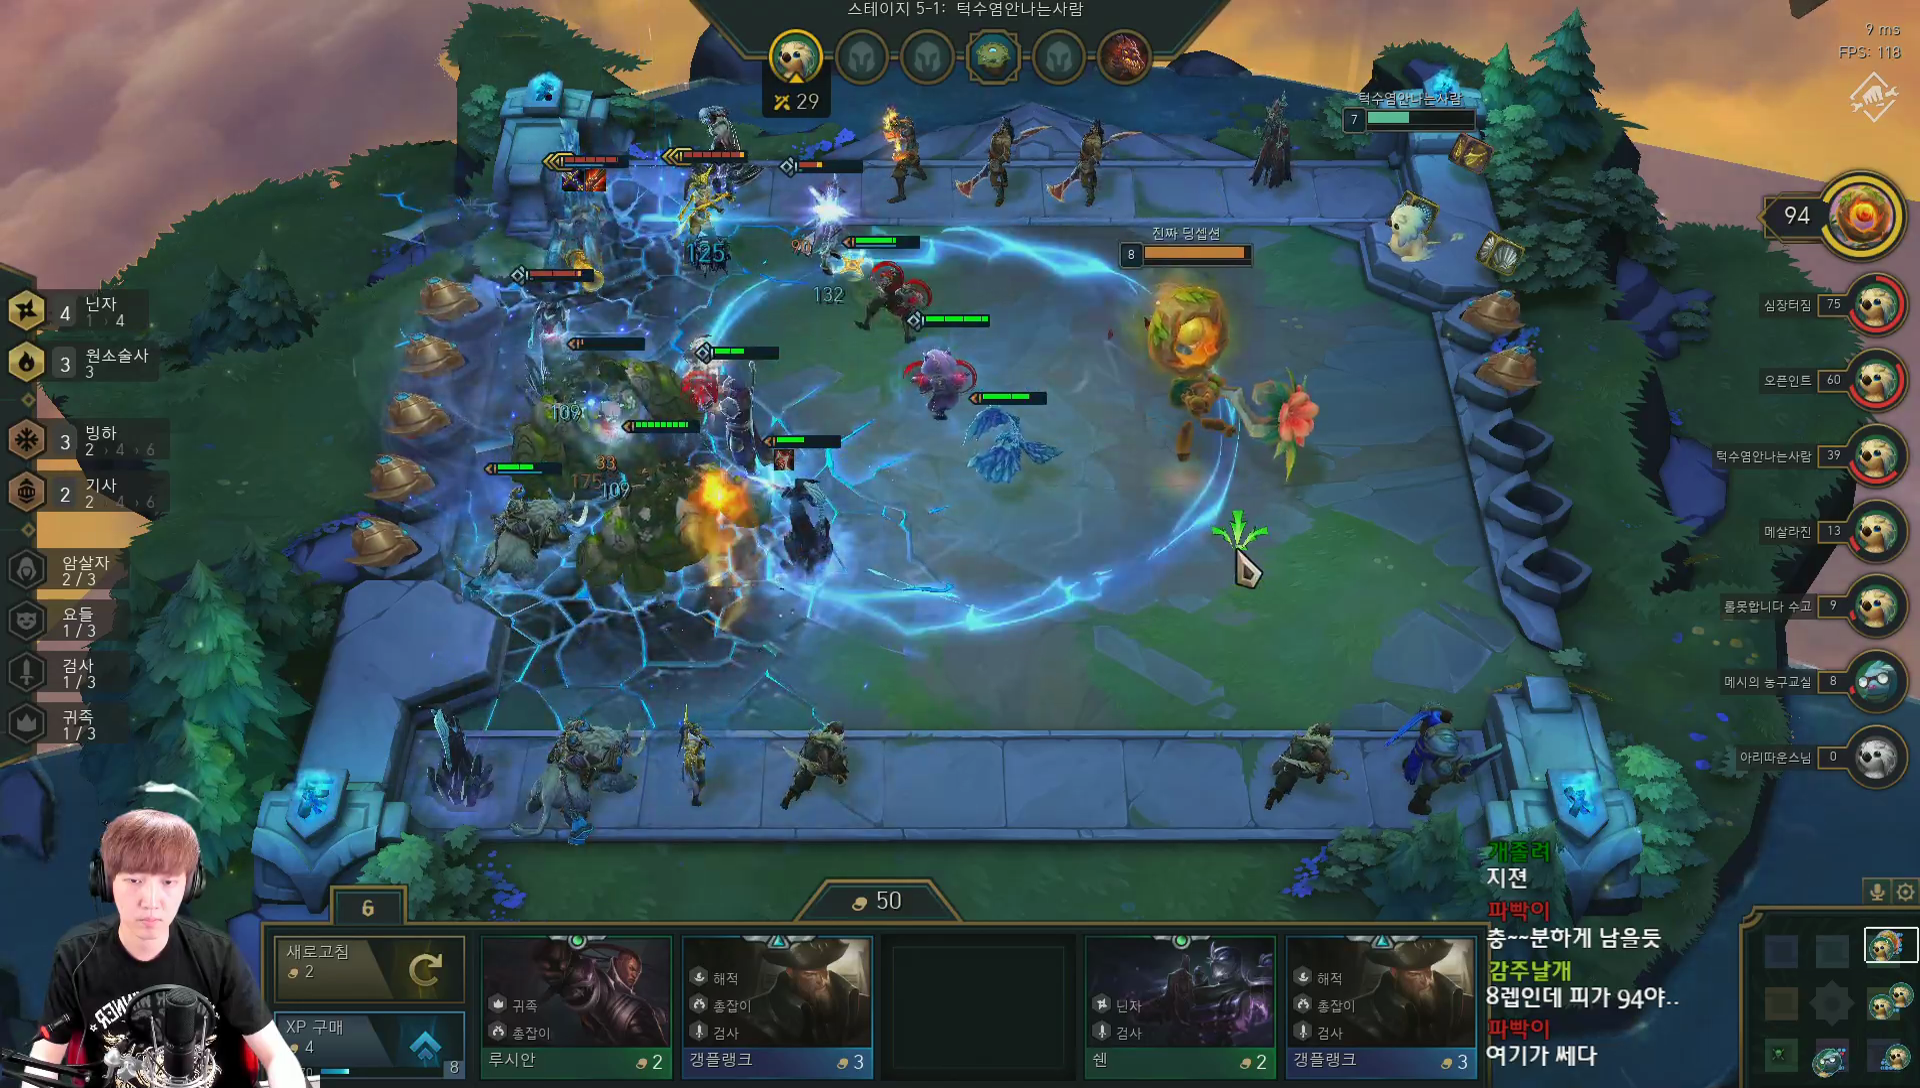 스테이지 5-1: 턱수염안나는사람
29
9 ms
FPS: 118
턱수염안나는사람
7
진짜 딩셉션
8
94
심장터짐 75
오픈인트 60
턱수염안나는사람 39
메살라진 13
롤못합니다 수고 9
메시의 농구교실 8
아리따운스님 0
4 닌자
1 › 4
3 원소술사
3
3 빙하
2 › 4 › 6
2 기사
2 › 4 › 6
암살자
2 / 3
요들
1 / 3
검사
1 / 3
귀족
1 / 3
125
90
132
109
33
175
109
6
50
새로고침
2
XP 구매
4
8
귀족
총잡이
루시안 2
해적
총잡이
검사
갱플랭크 3
닌자
검사
쉔 2
해적
총잡이
검사
갱플랭크 3
개졸려
지젼
파빡이
충~~분하게 남을듯
감주날개
8렙인데 피가 94야..
파빡이
여기가 쎄다